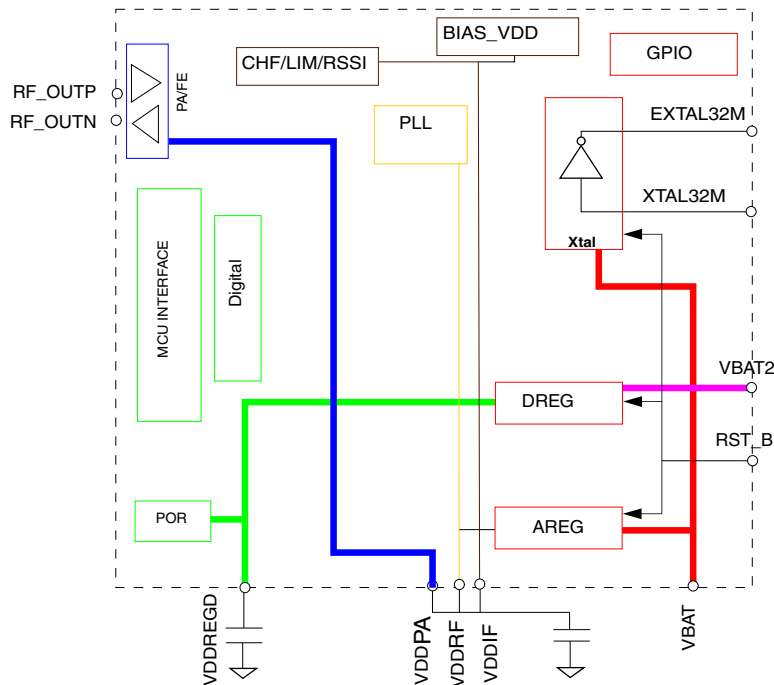 BIAS_VDD
GPIO
CHF/LIM/RSSI
PA/FE
RF_OUTP
RF_OUTN
PLL
EXTAL32M
XTAL32M
Xtal
MCU INTERFACE
Digital
VBAT2
DREG
RST_B
POR
AREG
VDDREGD
VDDPA
VDDRF
VDDIF
VBAT